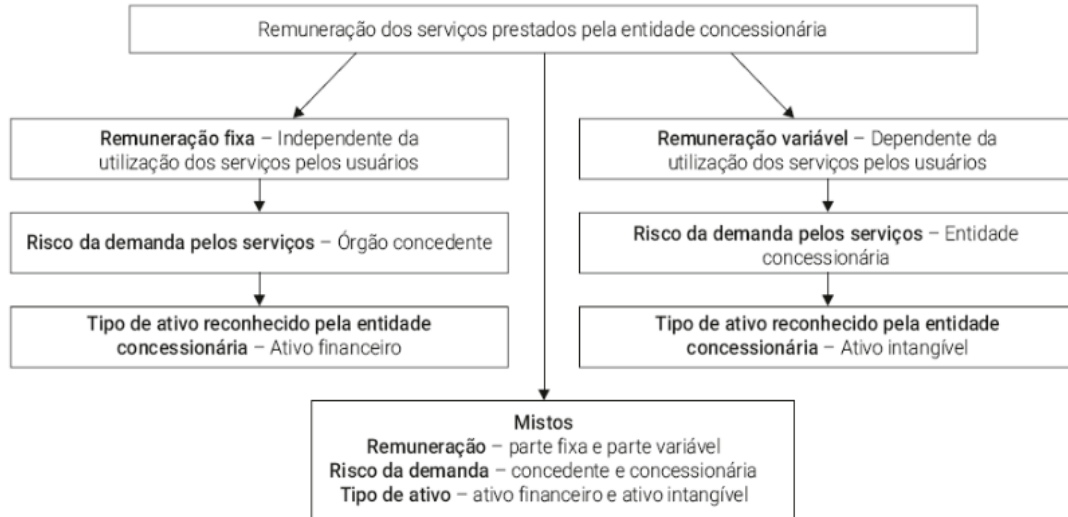 Remuneração dos serviços prestados pela entidade concessionária
Remuneração fixa – Independente da
utilização dos serviços pelos usuários
Risco da demanda pelos serviços – Órgão concedente
Tipo de ativo reconhecido pela entidade
concessionária – Ativo financeiro
Remuneração variável – Dependente da
utilização dos serviços pelos usuários
Risco da demanda pelos serviços – Entidade
concessionária
Tipo de ativo reconhecido pela entidade
concessionária – Ativo intangível
Mistos
Remuneração – parte fixa e parte variável
Risco da demanda – concedente e concessionária
Tipo de ativo – ativo financeiro e ativo intangível